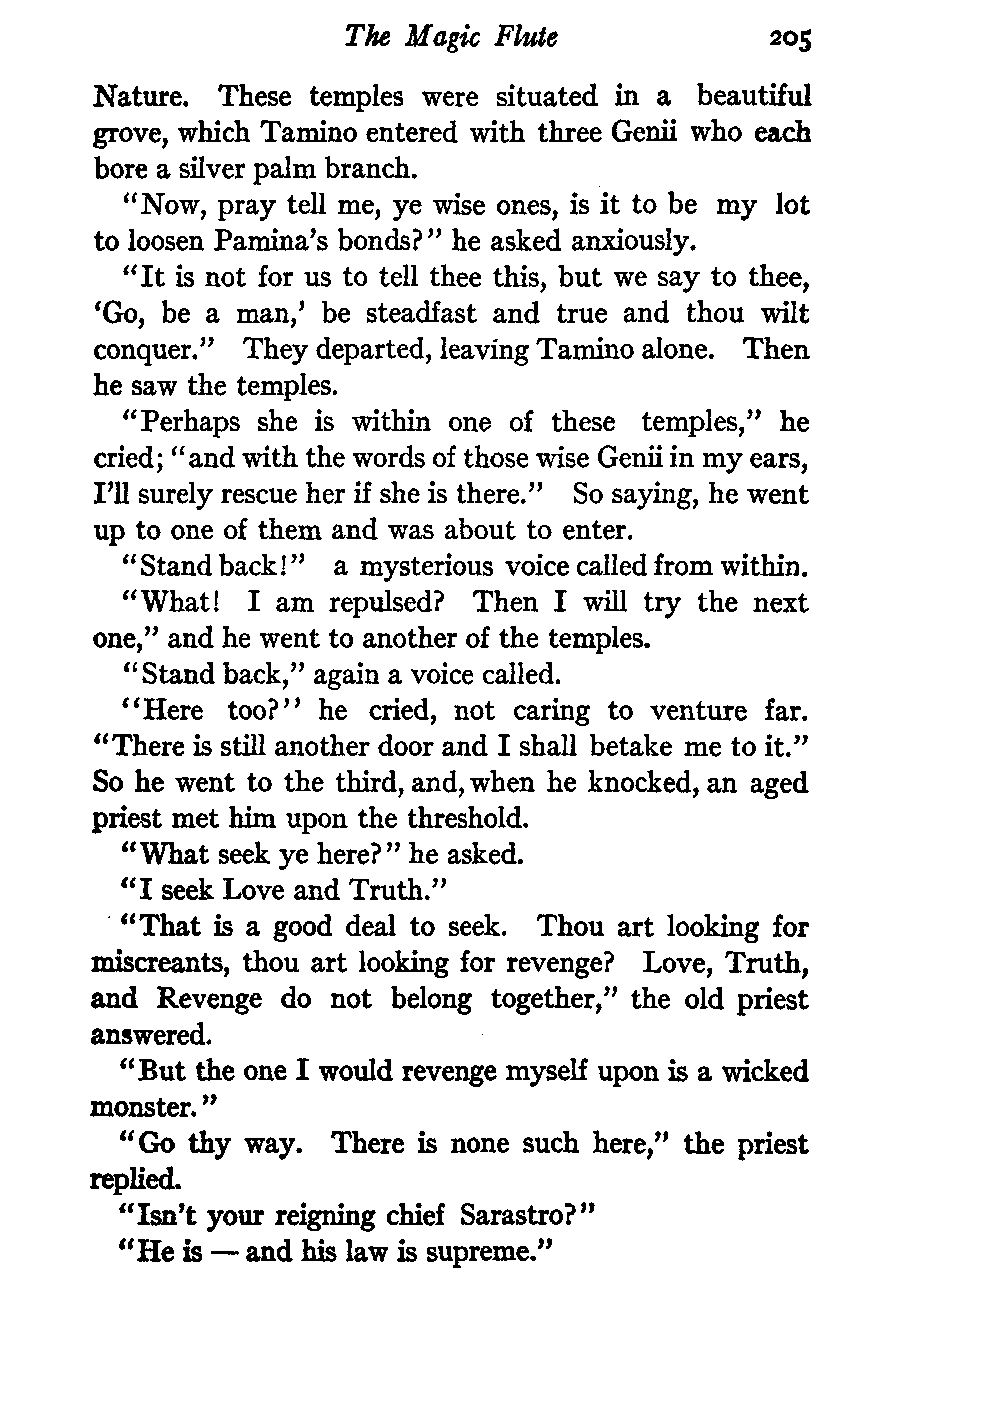 The Magic Flute 205
Nature. These temples were situated in a beautiful
grove, which Tamino entered with three Genii who each
bore a silver palm branch.
"Now, pray tell me, ye wise ones, is it to be my lot
to loosen Pamina's bonds?" he asked anxiously.
"It is not for us to tell thee this, but we say to thee,
'Go, be a man,' be steadfast and true and thou wilt
conquer." They departed, leaving Tamino alone. Then
he saw the temples.
"Perhaps she is within one of these temples," he
cried; "and with the words of those wise Genii in my ears,
I'll surely rescue her if she is there." So saying, he went
up to one of them and was about to enter.
"Stand back!" a mysterious voice called from within.
"What! I am repulsed? Then I will try the next
one," and he went to another of the temples.
"Stand back," again a voice called.
"Here too?" he cried, not caring to venture far.
"There is still another door and I shall betake me to it."
So he went to the third, and, when he knocked, an aged
priest met him upon the threshold.
"What seek ye here?" he asked.
"I seek Love and Truth."
"That is a good deal to seek. Thou art looking for
miscreants, thou art looking for revenge? Love, Truth,
and Revenge do not belong together," the old priest
answered.
"But the one I would revenge myself upon is a wicked
monster."
"Go thy way. There is none such here," the priest
replied.
"Isn't your reigning chief Sarastro?"
"He is — and his law is supreme."